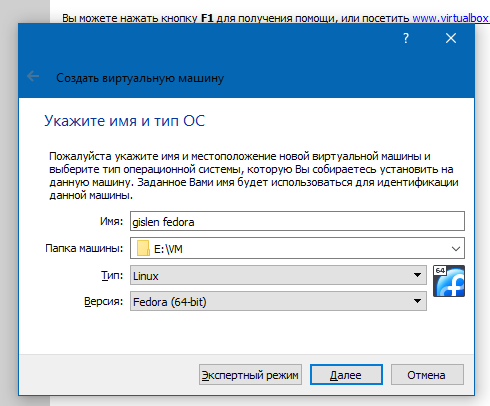 Вы можете нажать кнопку F1 для получения помощи, или посетить www.virtualbox
?
Создать виртуальную машину
Укажите имя и тип ОС
Пожалуйста укажите имя и местоположение новой виртуальной машины и
выберите тип операционной системы, которую Вы собираетесь установить на
данную машину. Заданное Вами имя будет использоваться для идентификации
данной машины.
Имя: gislen fedora
Папка машины: E:\VM
Тип: Linux
64
Версия: Fedora (64-bit)
Экспертный режим Далее Отмена